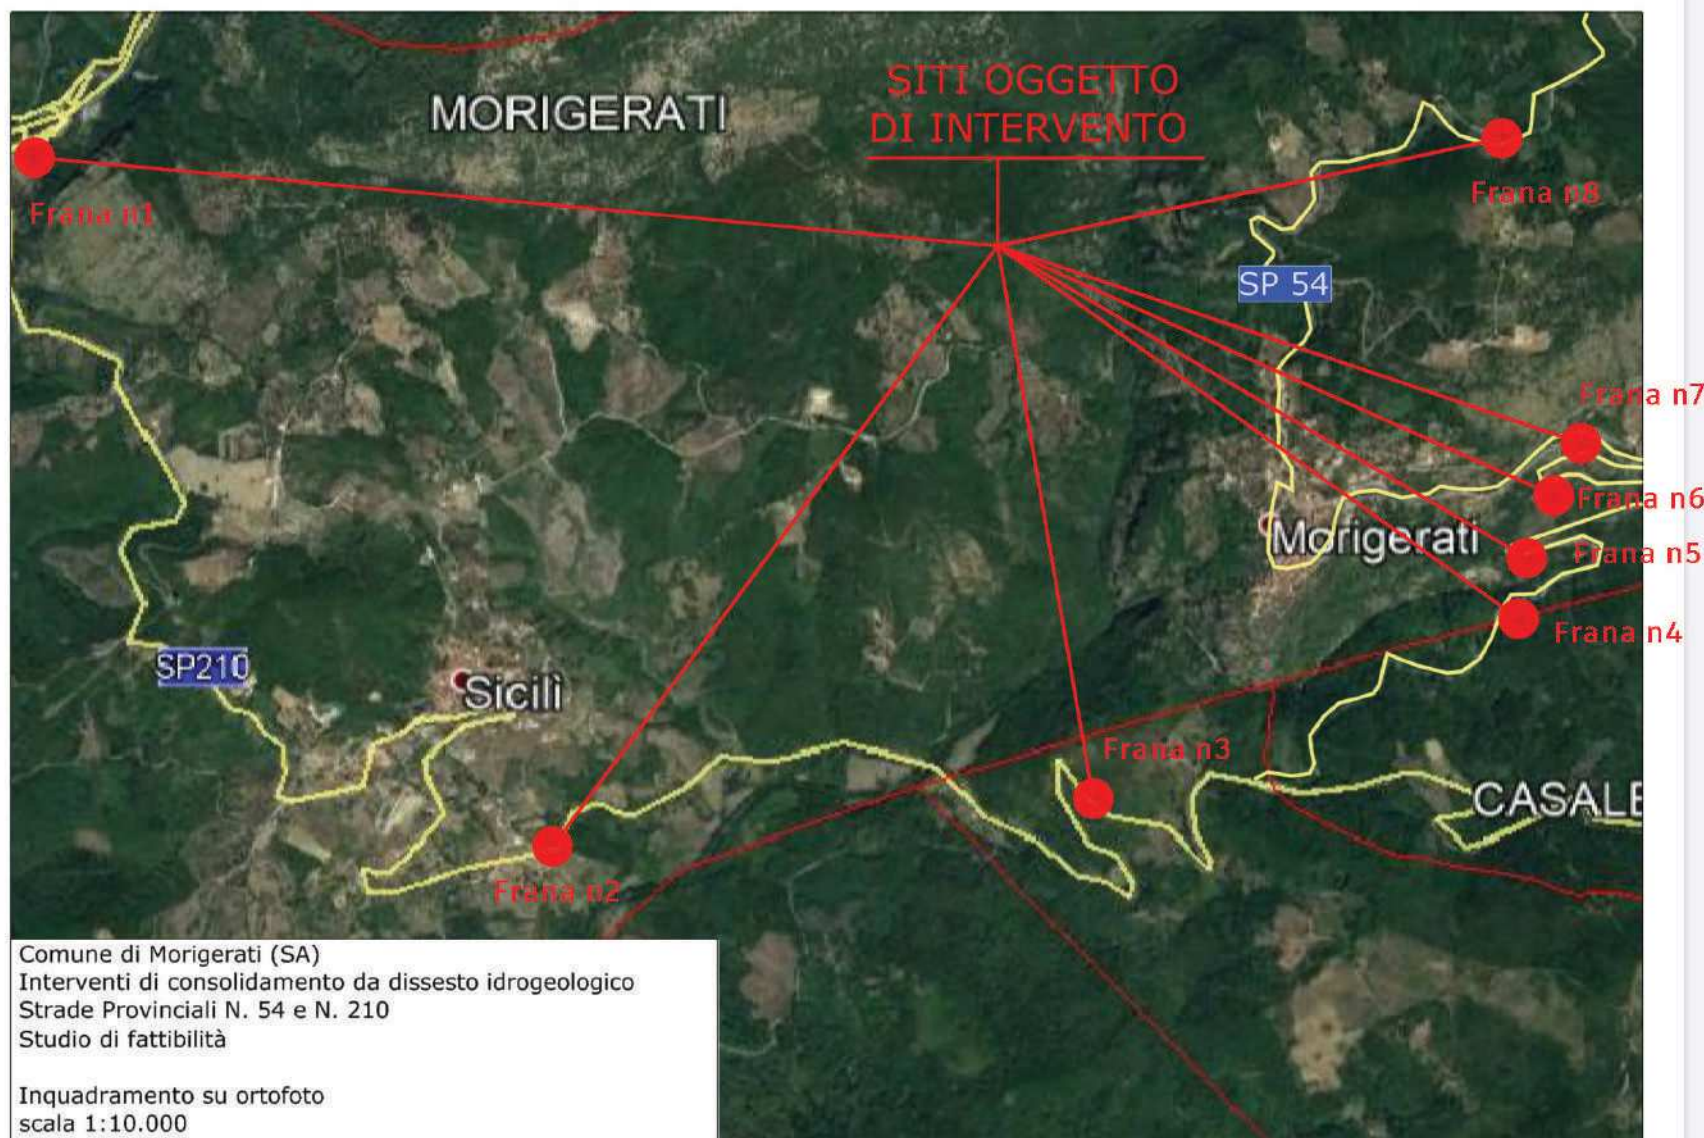 SITI OGGETTO
DI INTERVENTO
MORIGERATI
Frana n1
Frana n8
SP 54
Frana n7
Frana n6
Morigerati
Frana n5
Frana n4
SP210
Sicilì
Frana n3
CASALE
Frana n2
Comune di Morigerati (SA)
Interventi di consolidamento da dissesto idrogeologico
Strade Provinciali N. 54 e N. 210
Studio di fattibilità
Inquadramento su ortofoto
scala 1:10.000